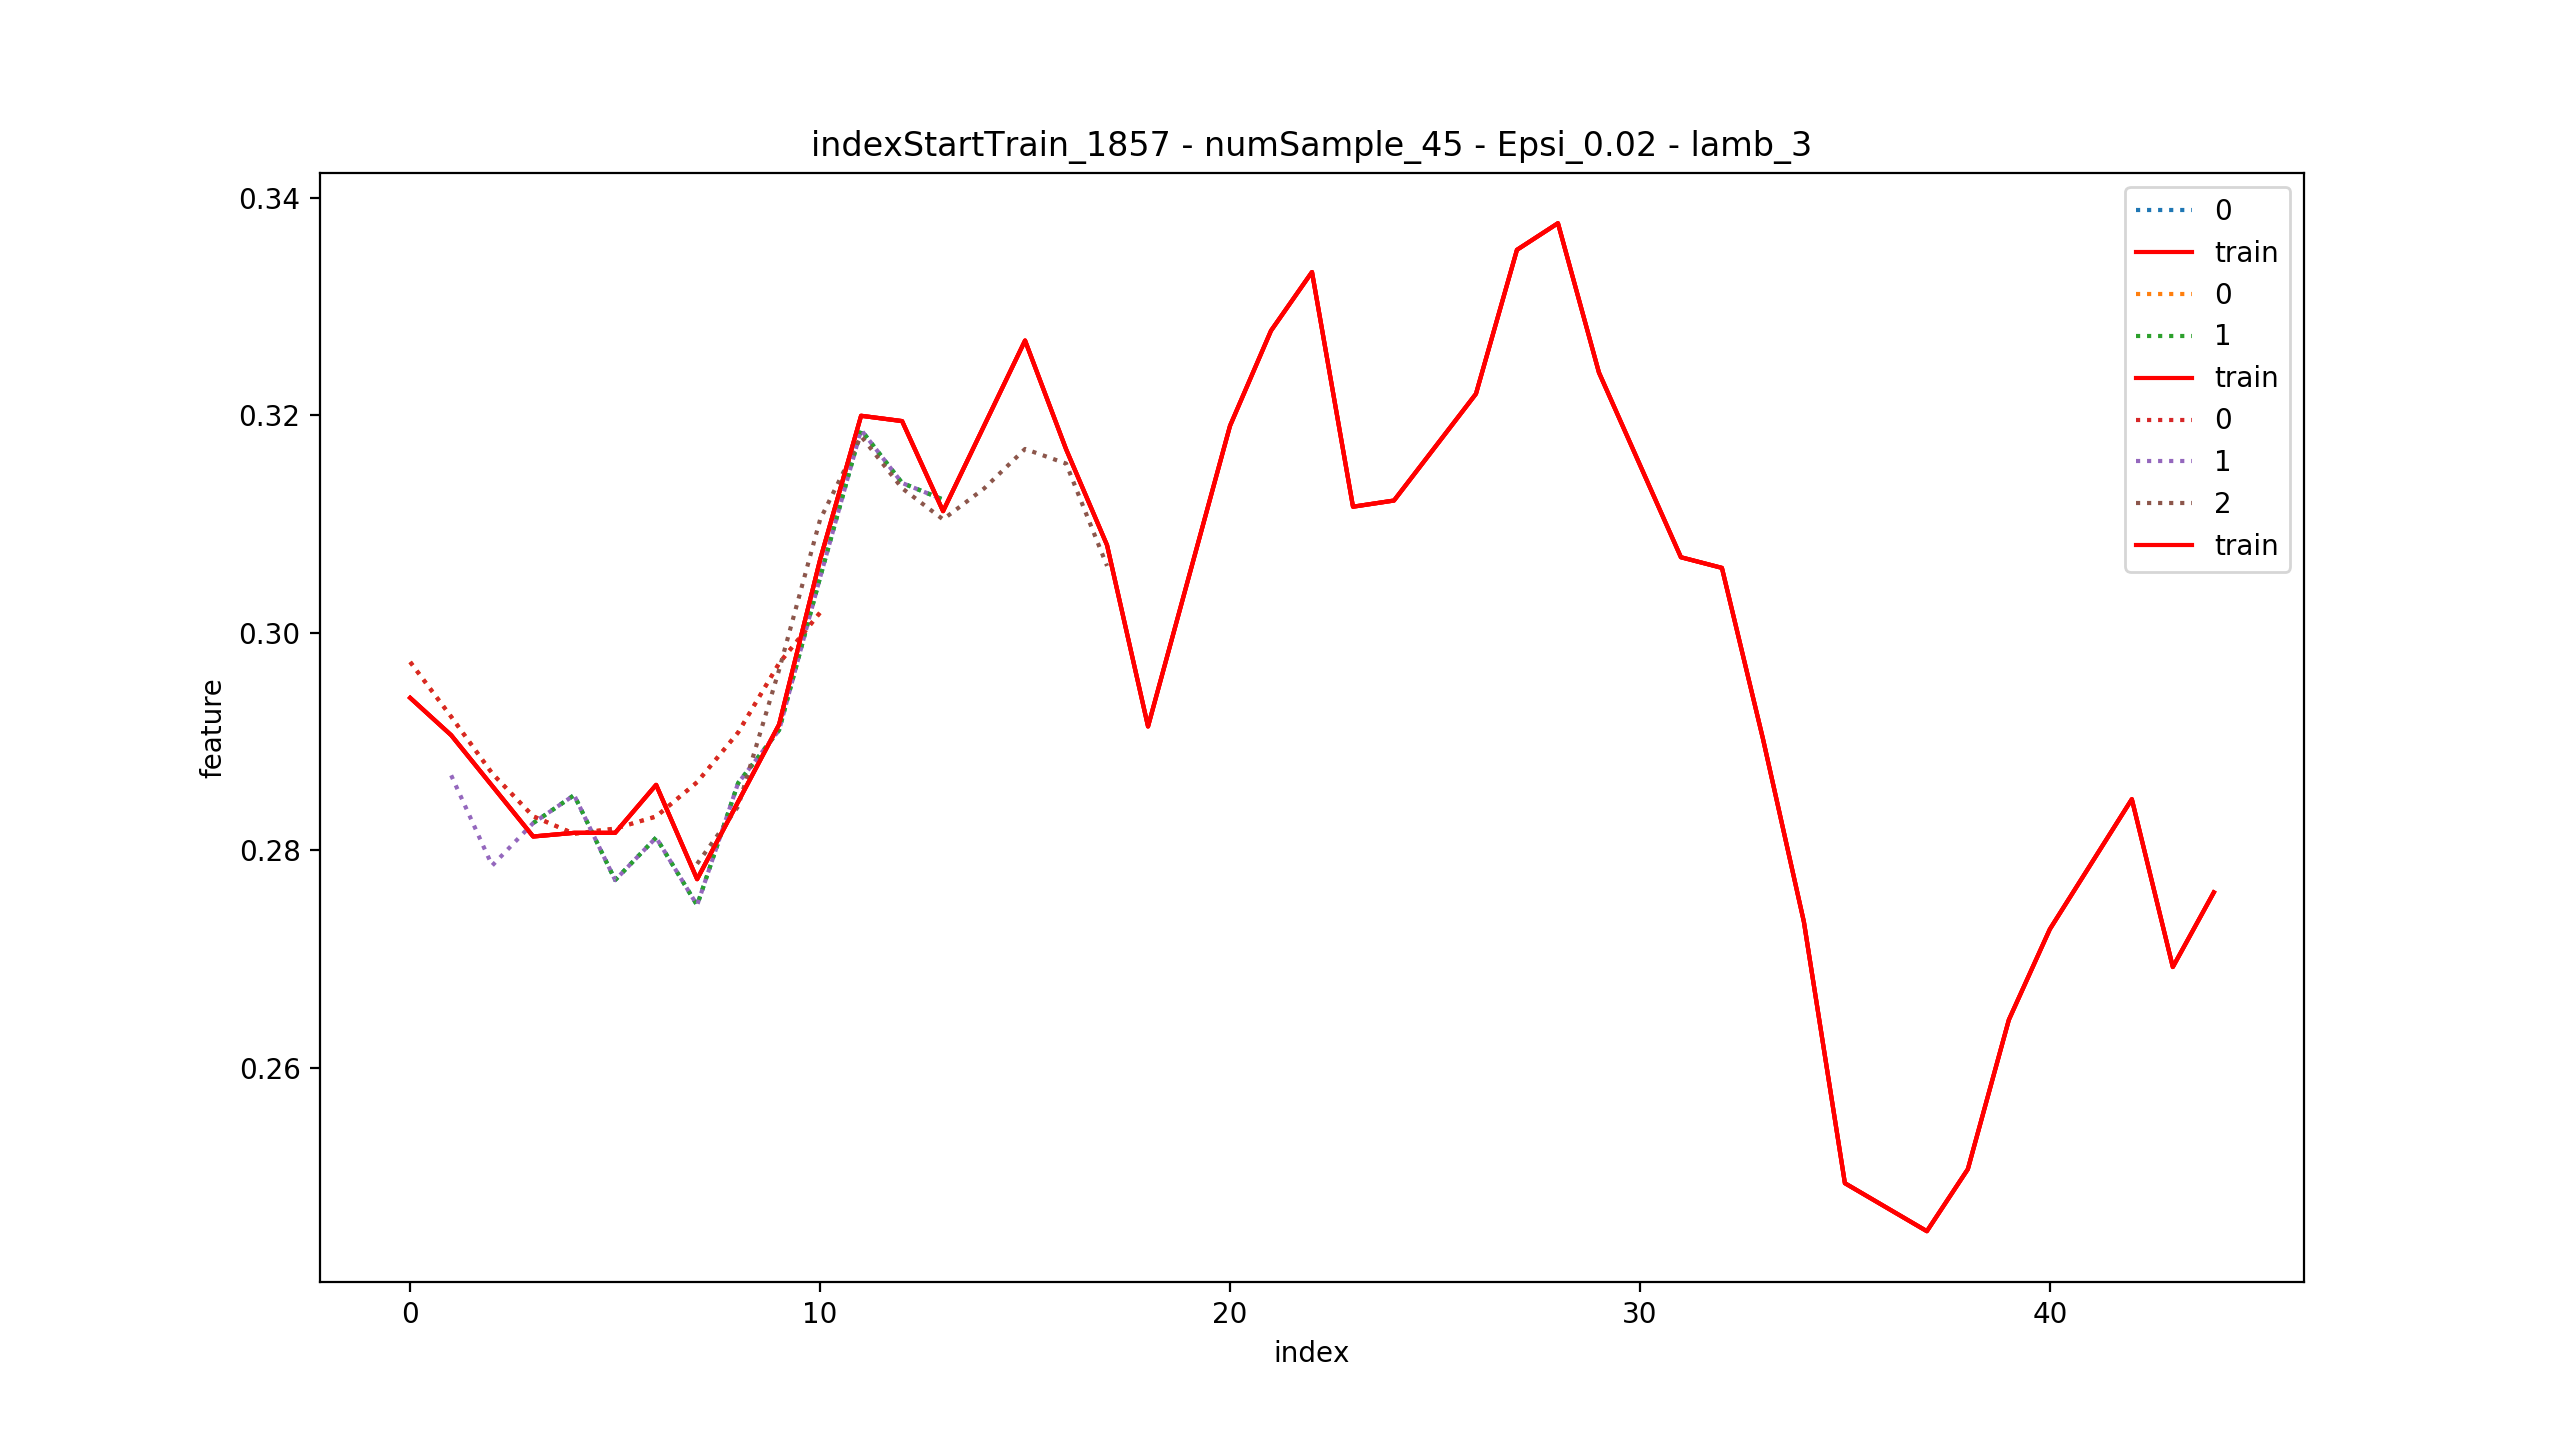 indexStartTrain_1857 - numSample_45 - Epsi_0.02 - lamb_3
0.34
0.32
0.30
0.28
0.26
feature
0
10
20
30
40
index
0
train
0
1
train
0
1
2
train